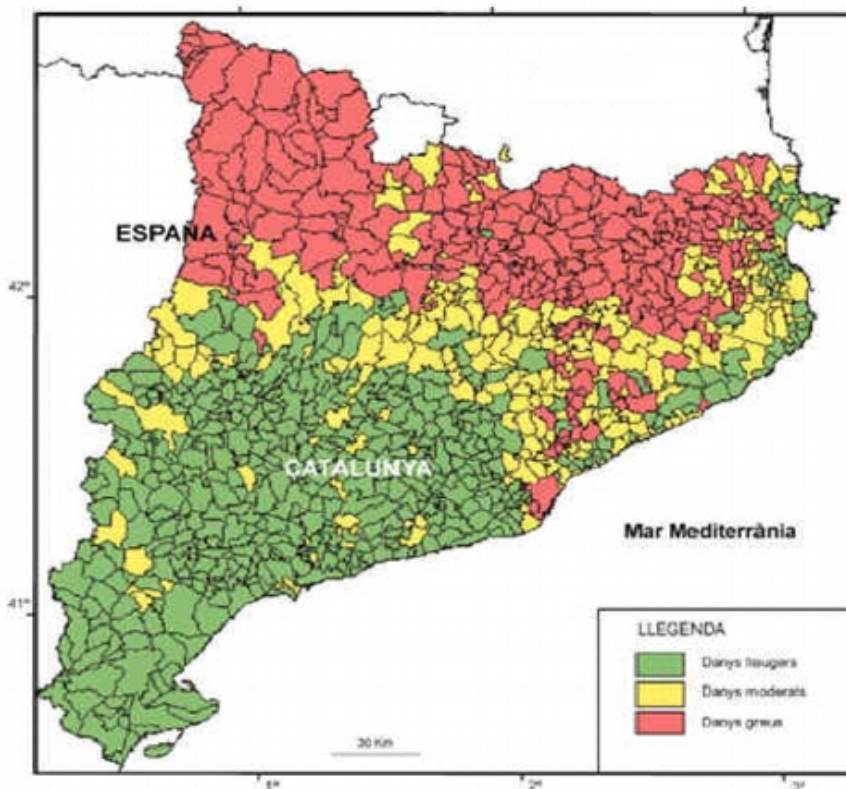 ESPAÑA
42°
CATALUNYA
Mar Mediterrània
41°
LLEGENDA
Danys lleugers
Danys moderats
Danys greus
30 Km
1°
2°
3°